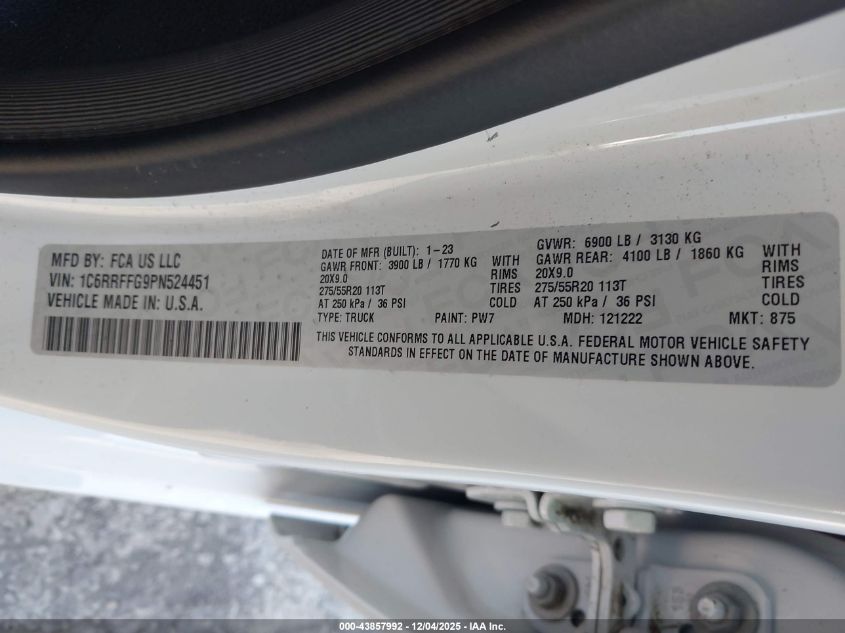 MFD BY: FCA US LLC
VIN: 1C6RRFFG9PN524451
VEHICLE MADE IN: U.S.A.
DATE OF MFR (BUILT): 1-23 GVWR: 6900 LB / 3130 KG
GAWR FRONT: 3900 LB / 1770 KG WITH GAWR REAR: 4100 LB / 1860 KG WITH
20X9.0 RIMS 20X9.0 RIMS
275/55R20 113T TIRES 275/55R20 113T TIRES
AT 250 kPa / 36 PSI COLD AT 250 kPa / 36 PSI COLD
TYPE: TRUCK PAINT: PW7 MDH: 121222 MKT: 875
THIS VEHICLE CONFORMS TO ALL APPLICABLE U.S.A. FEDERAL MOTOR VEHICLE SAFETY
STANDARDS IN EFFECT ON THE DATE OF MANUFACTURE SHOWN ABOVE.
000-43857992 - 12/04/2025 - IAA Inc.